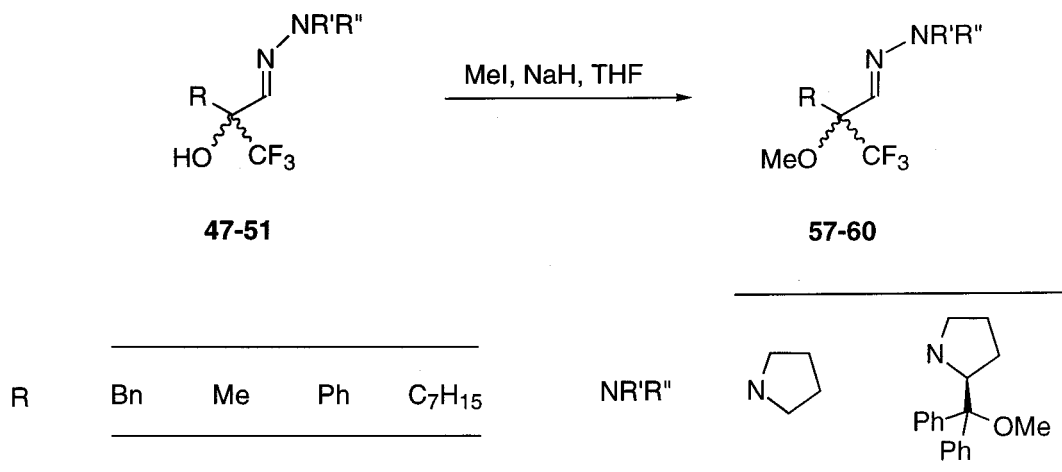 NR'R" NR'R"
N N
R MeI, NaH, THF R
HO CF₃ MeO CF₃
47-51 57-60
R Bn Me Ph C₇H₁₅ NR'R" N N
Ph OMe
Ph